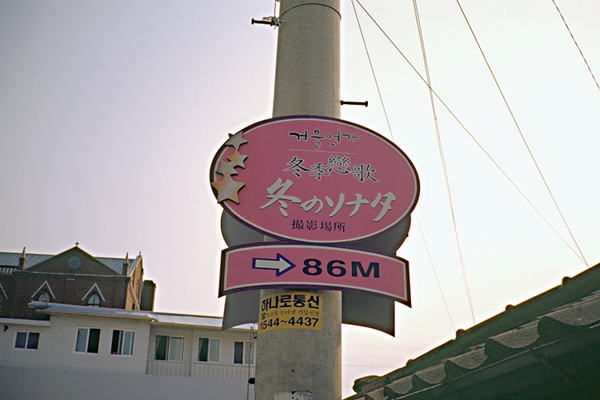 겨울연가
冬季戀歌
冬のソナタ
撮影場所
86M
하나로통신
1544~4437